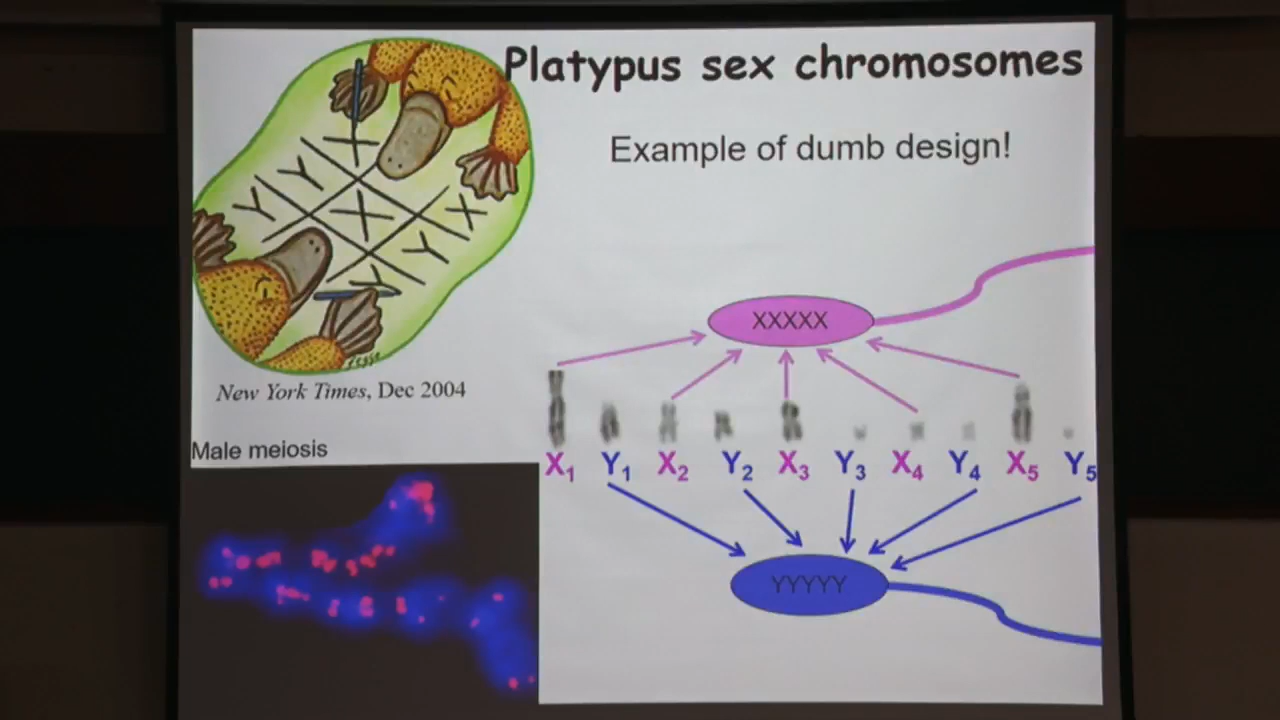 Platypus sex chromosomes
Example of dumb design!
X
Y
Y
X
X
Y
Y
Jesse
New York Times, Dec 2004
Male meiosis
XXXXX
X1 Y1 X2 Y2 X3 Y3 X4 Y4 X5 Y5
YYYYY